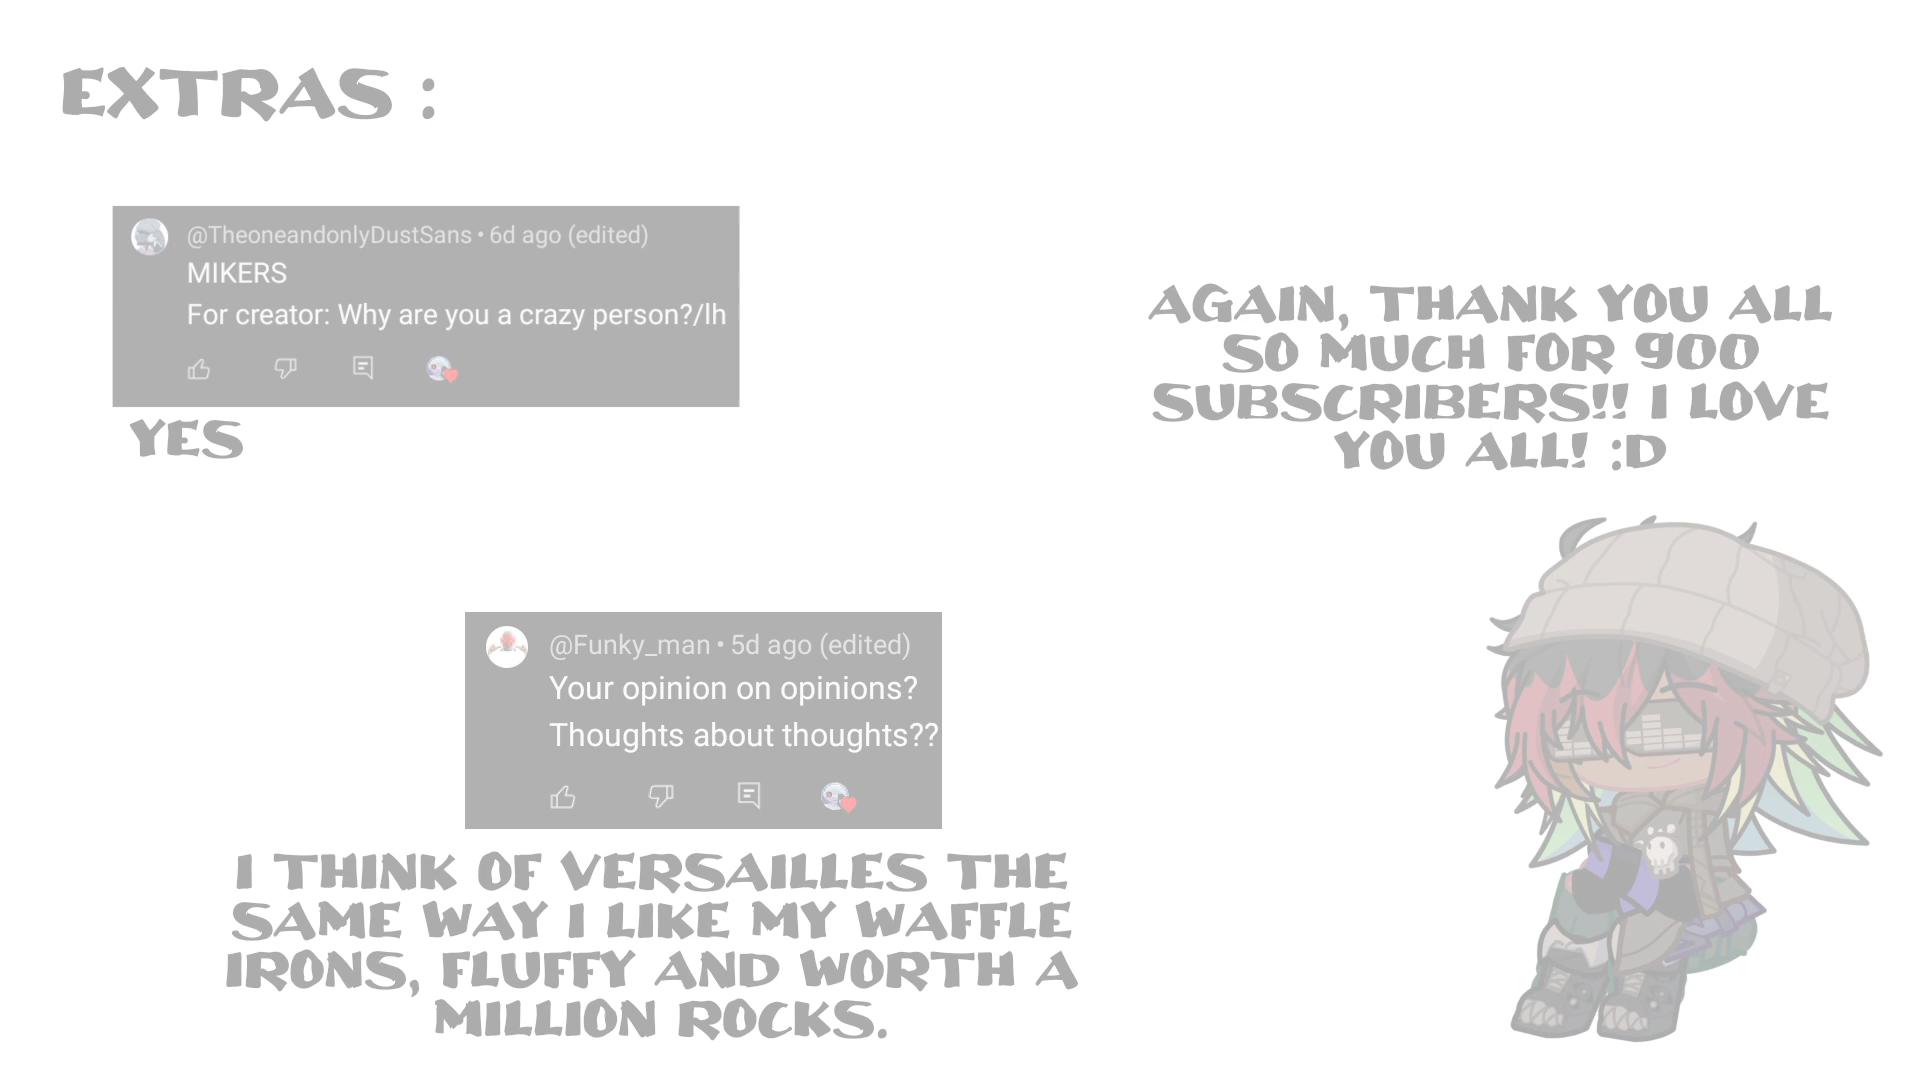 EXTRAS :
@TheoneandonlyDustSans • 6d ago (edited)
MIKERS
For creator: Why are you a crazy person?/lh
YES
AGAIN, THANK YOU ALL
SO MUCH FOR 900
SUBSCRIBERS!! I LOVE
YOU ALL! :D
@Funky_man • 5d ago (edited)
Your opinion on opinions?
Thoughts about thoughts??
I THINK OF VERSAILLES THE
SAME WAY I LIKE MY WAFFLE
IRONS, FLUFFY AND WORTH A
MILLION ROCKS.